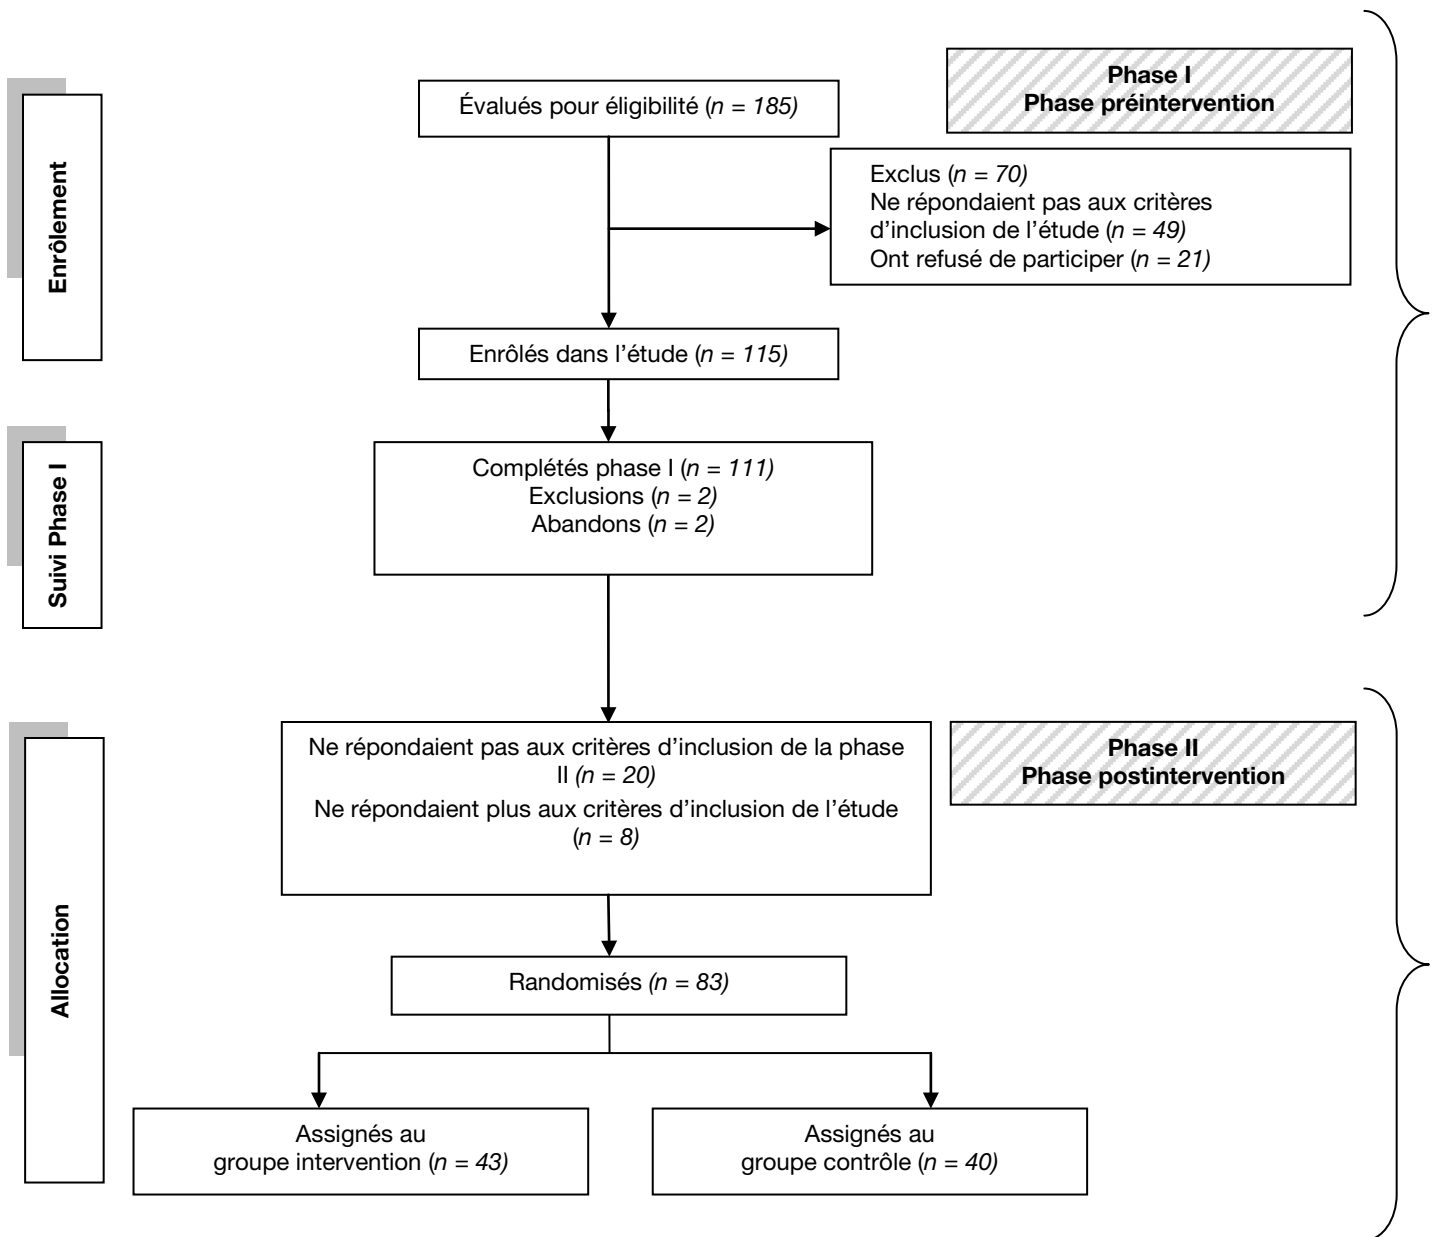 Phase I
Phase préintervention
Évalués pour éligibilité (n = 185)
Exclus (n = 70)
Ne répondaient pas aux critères
d’inclusion de l’étude (n = 49)
Ont refusé de participer (n = 21)
Enrôlement
Enrôlés dans l’étude (n = 115)
Suivi Phase I
Complétés phase I (n = 111)
Exclusions (n = 2)
Abandons (n = 2)
Phase II
Phase postintervention
Ne répondaient pas aux critères d’inclusion de la phase
II (n = 20)
Ne répondaient plus aux critères d’inclusion de l’étude
(n = 8)
Allocation
Randomisés (n = 83)
Assignés au
groupe intervention (n = 43)
Assignés au
groupe contrôle (n = 40)